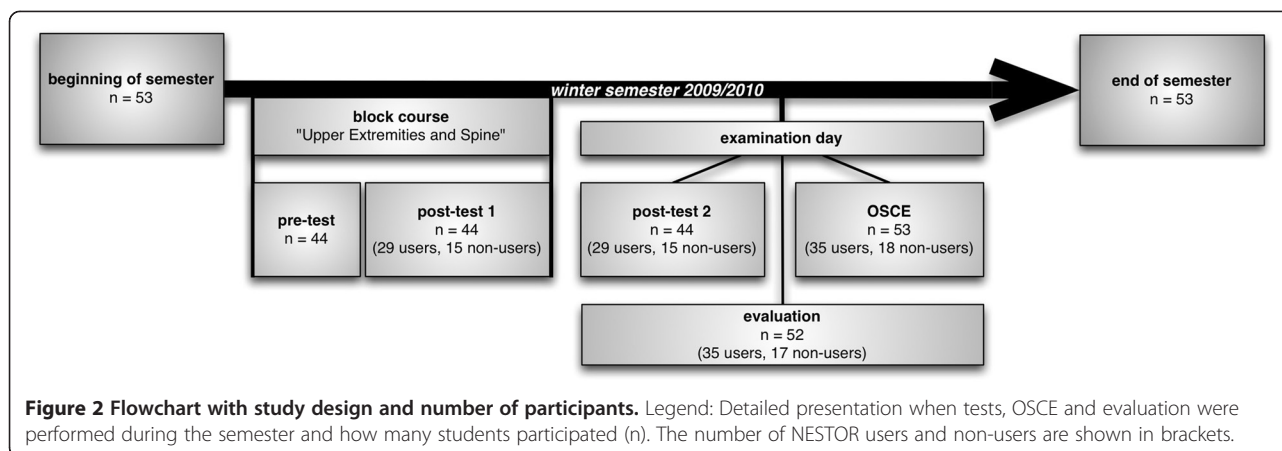 beginning of semester
n = 53
winter semester 2009/2010
end of semester
n = 53
block course
"Upper Extremities and Spine"
examination day
pre-test
n = 44
post-test 1
n = 44
(29 users, 15 non-users)
post-test 2
n = 44
(29 users, 15 non-users)
OSCE
n = 53
(35 users, 18 non-users)
evaluation
n = 52
(35 users, 17 non-users)
Figure 2 Flowchart with study design and number of participants. Legend: Detailed presentation when tests, OSCE and evaluation were
performed during the semester and how many students participated (n). The number of NESTOR users and non-users are shown in brackets.